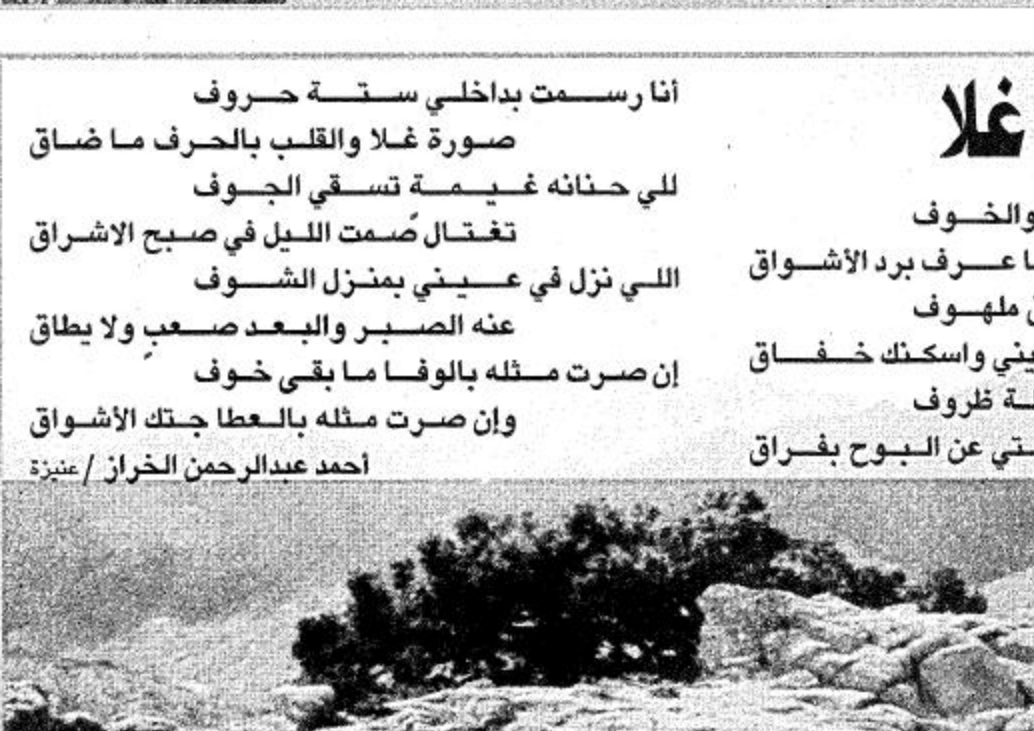 غلا
والخوف
عرف برد الأشواق
ملهوف
واسكنك خفاق
ظروف
عن البوح بفراق
أنا رسمت بداخلي ستة حروف
صورة غلا والقلب بالحرف ما ضاق
للي حنانه غيمة تسقي الجوف
تغتال صمت الليل في صبح الاشراق
اللي نزل في عيني بمنزل الشوف
عنه الصبر والبعد صعبٍ ولا يطاق
إن صرت مثله بالوفا ما بقى خوف
وإن صرت مثله بالعطا جتك الأشواق
أحمد عبدالرحمن الخراز / عنيزة